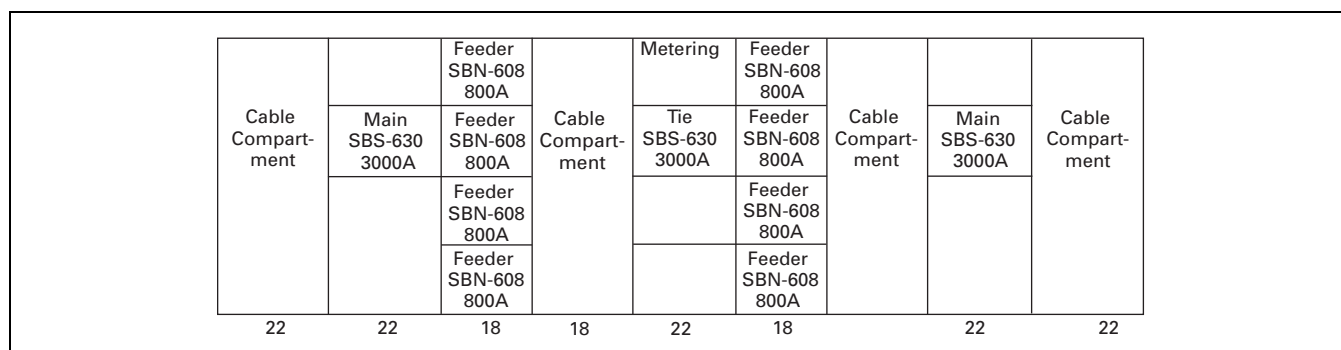 Metering
Feeder
SBN-608
800A
Feeder
SBN-608
800A
Cable
Compart-
ment
Main
SBS-630
3000A
Feeder
SBN-608
800A
Cable
Compart-
ment
Tie
SBS-630
3000A
Feeder
SBN-608
800A
Cable
Compart-
ment
Main
SBS-630
3000A
Cable
Compart-
ment
Feeder
SBN-608
800A
Feeder
SBN-608
800A
Feeder
SBN-608
800A
Feeder
SBN-608
800A
22 22 18 18 22 18 22 22